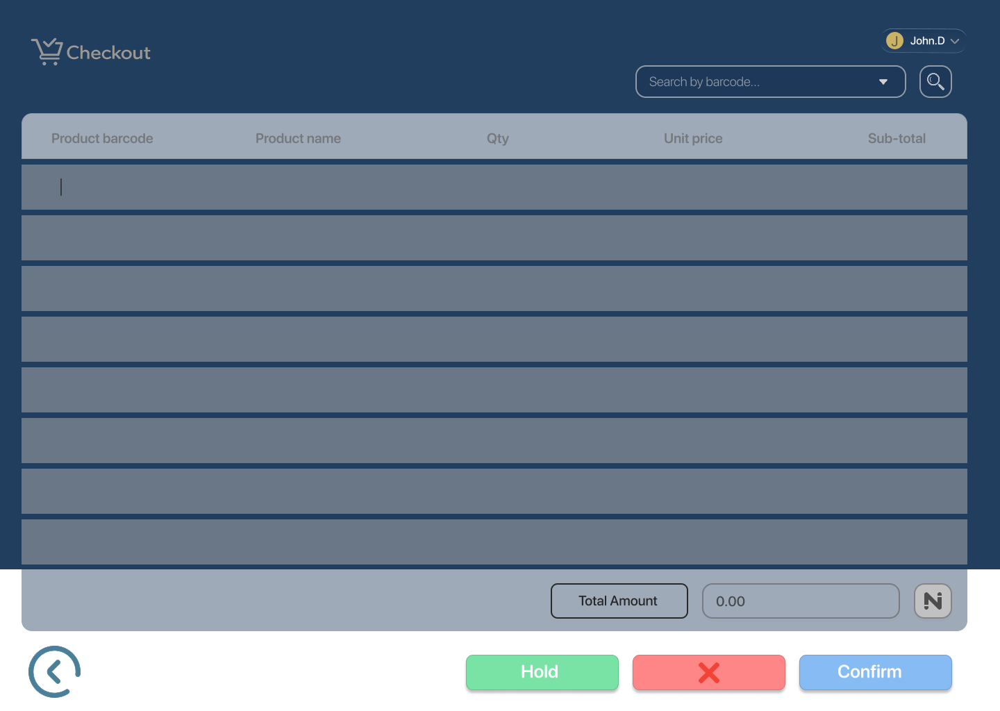 Checkout
J John.D
Search by barcode...
Product barcode Product name Qty Unit price Sub-total
Total Amount 0.00 N
Hold Confirm